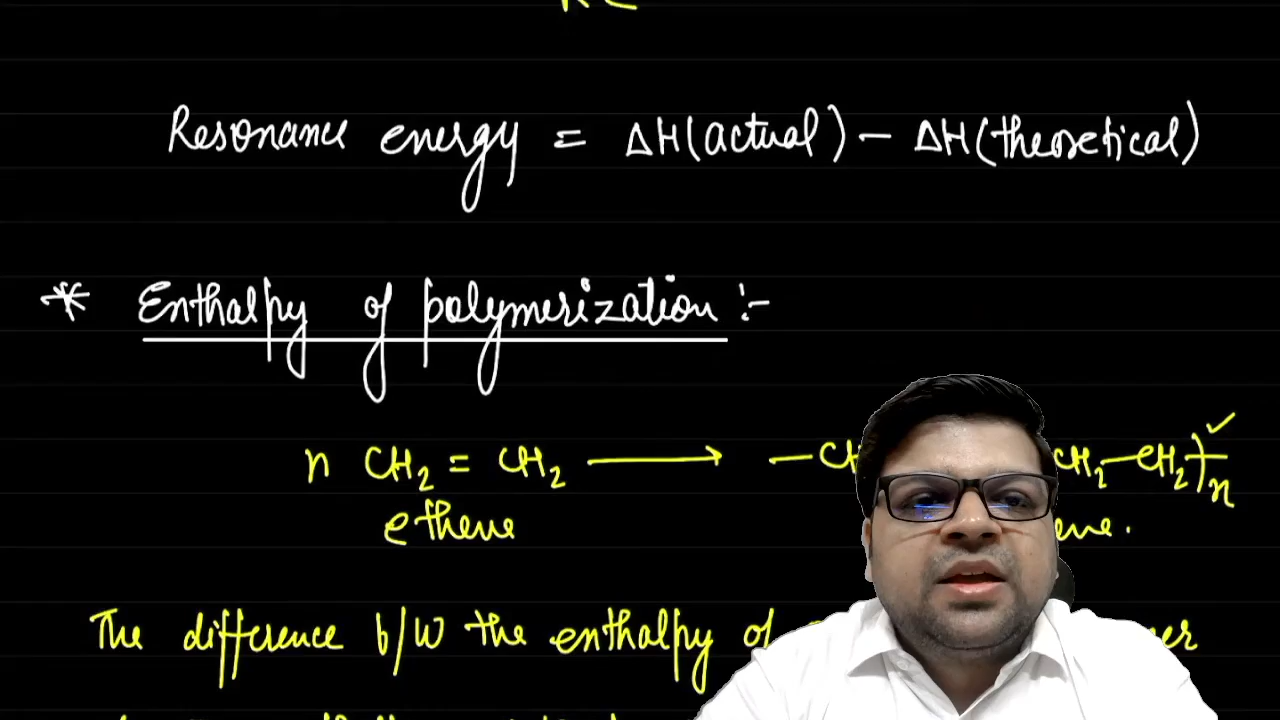 Resonance energy = ΔH(actual) – ΔH(theoretical)
* Enthalpy of polymerization :-
n CH₂ = CH₂ ⟶ —CH₂—CH₂)ₙ ✓
ethene
The difference b/w the enthalpy of